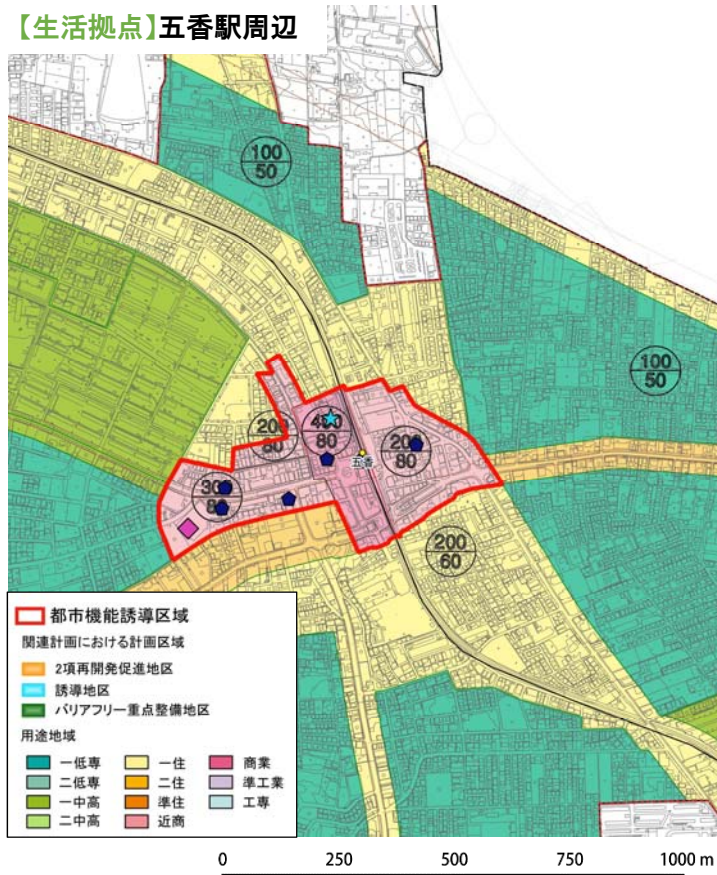 【生活拠点】五香駅周辺
100
50
100
50
200
80
400
80
200
80
五香
300
80
200
60
都市機能誘導区域
関連計画における計画区域
2項再開発促進地区
誘導地区
バリアフリー重点整備地区
用途地域
一低専 一住 商業
二低専 二住 準工業
一中高 準住 工専
二中高 近商
0 250 500 750 1000 m